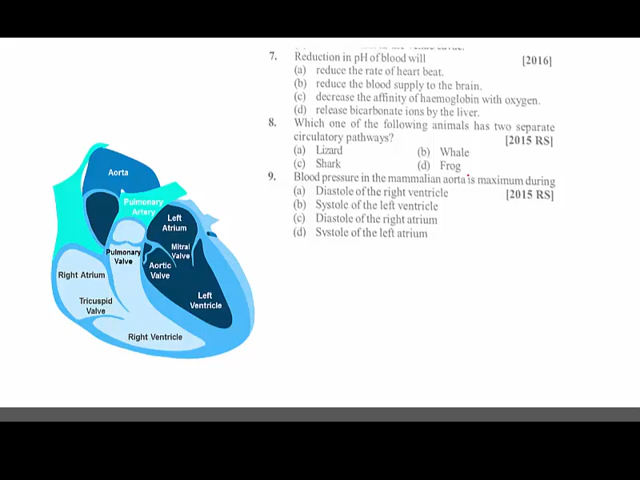 7. Reduction in pH of blood will [2016]
(a) reduce the rate of heart beat.
(b) reduce the blood supply to the brain.
(c) decrease the affinity of haemoglobin with oxygen.
(d) release bicarbonate ions by the liver.
8. Which one of the following animals has two separate
circulatory pathways? [2015 RS]
(a) Lizard (b) Whale
(c) Shark (d) Frog
9. Blood pressure in the mammalian aorta is maximum during
(a) Diastole of the right ventricle [2015 RS]
(b) Systole of the left ventricle
(c) Diastole of the right atrium
(d) Systole of the left atrium
Aorta
Pulmonary
Artery
Left
Atrium
Mitral
Valve
Pulmonary
Valve
Aortic
Valve
Right Atrium
Tricuspid
Valve
Left
Ventricle
Right Ventricle